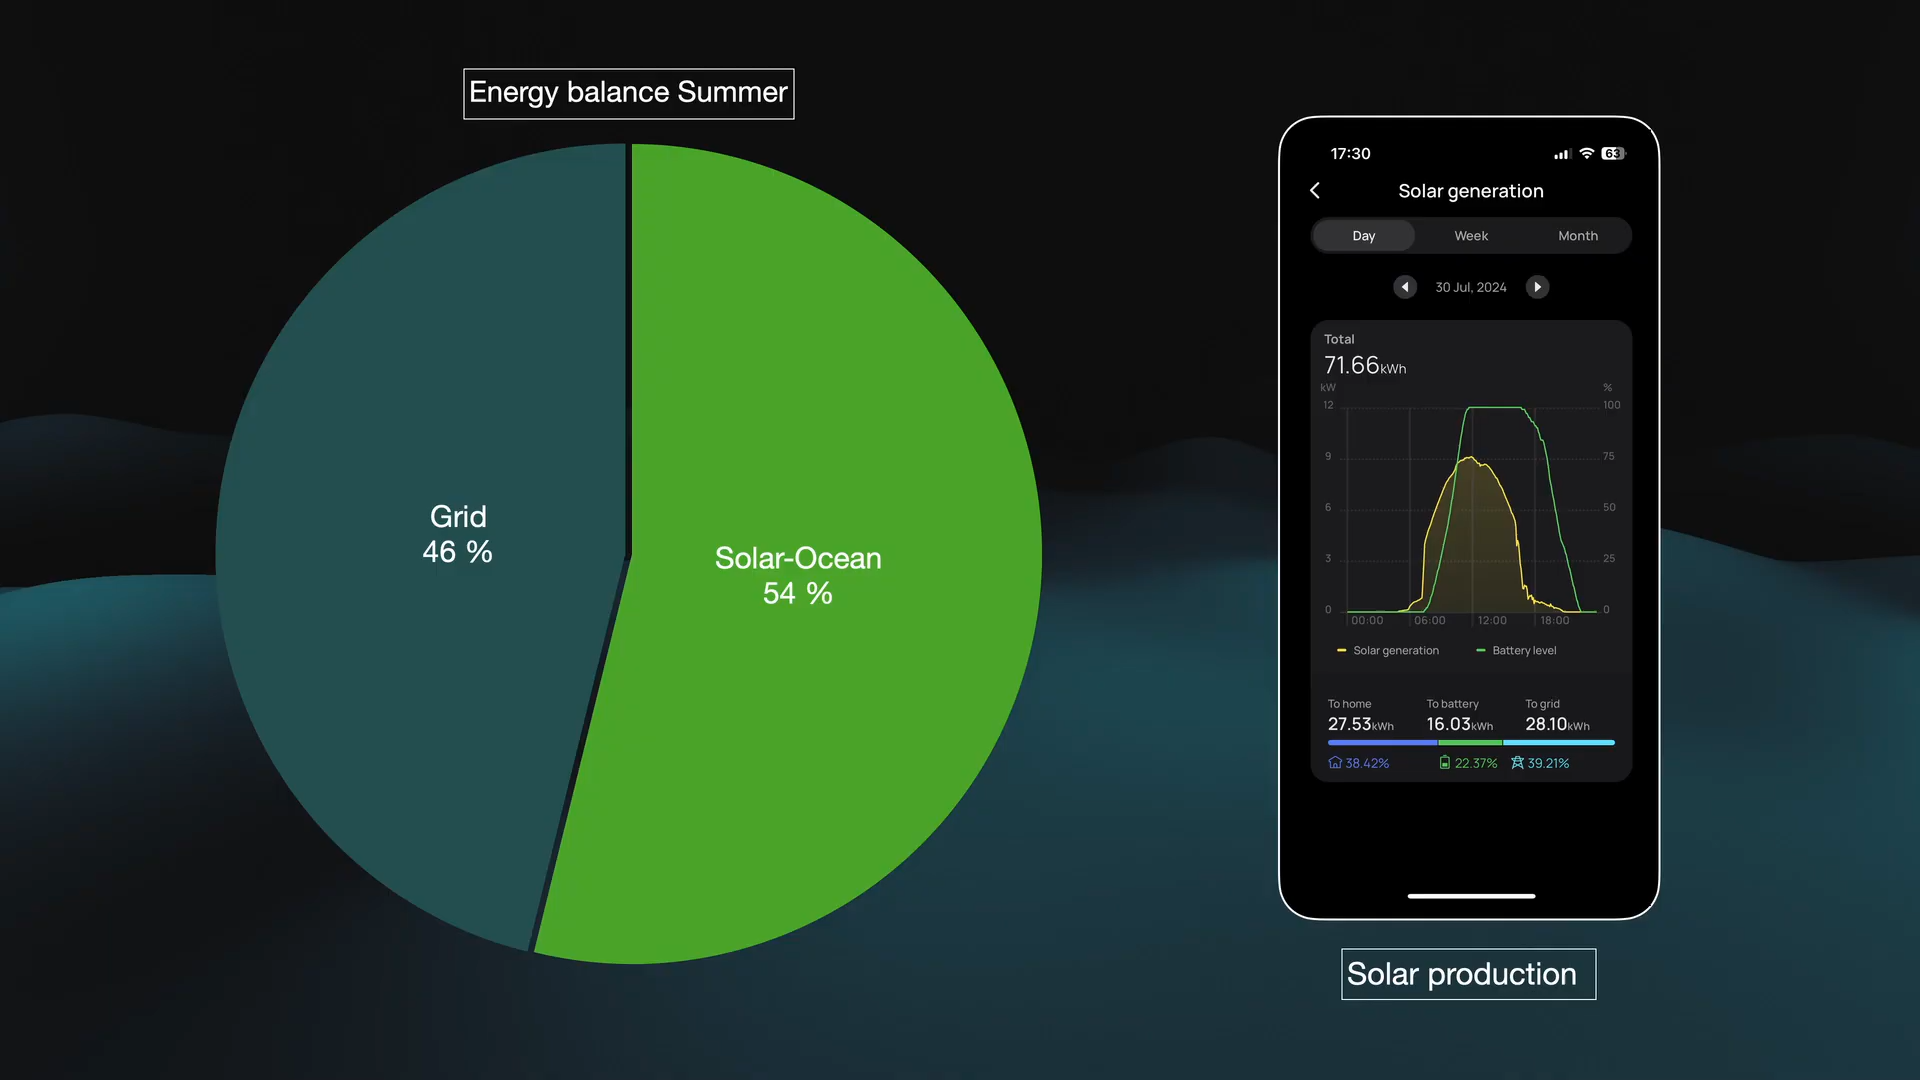 Energy balance Summer
Grid
46 %
Solar-Ocean
54 %
17:30
63
Solar generation
Day Week Month
30 Jul, 2024
Total
71.66kWh
kW %
12 100
9 75
6 50
3 25
0 0
00:00 06:00 12:00 18:00
Solar generation Battery level
To home To battery To grid
27.53kWh 16.03kWh 28.10kWh
38.42% 22.37% 39.21%
Solar production